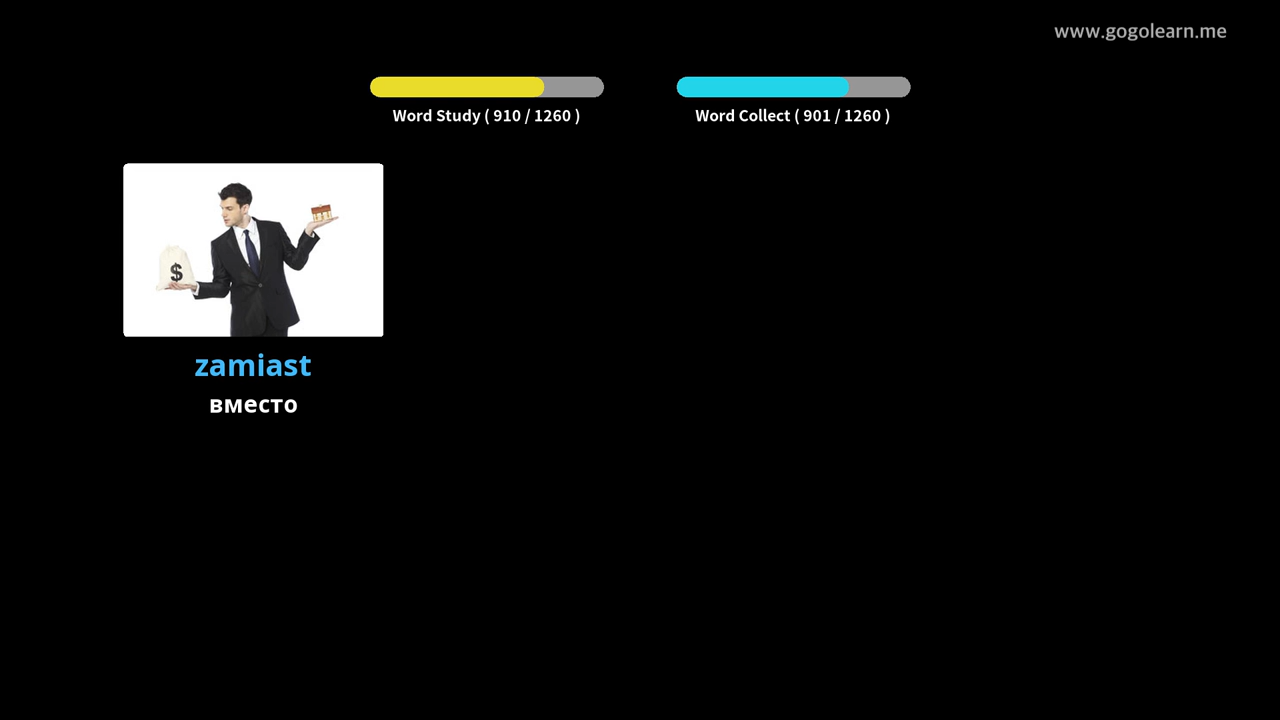 www.gogolearn.me
Word Study ( 910 / 1260 )
Word Collect ( 901 / 1260 )
$
zamiast
вместо